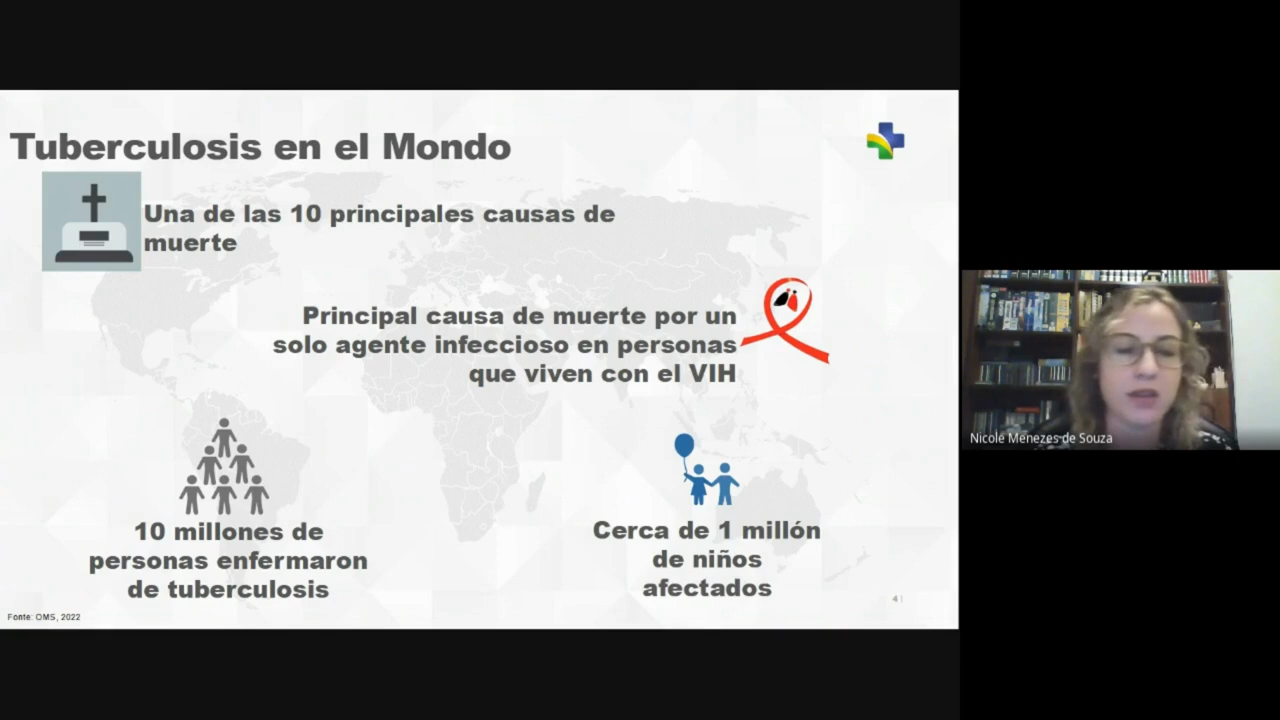 Tuberculosis en el Mondo
Una de las 10 principales causas de
muerte
Principal causa de muerte por un
solo agente infeccioso en personas
que viven con el VIH
10 millones de
personas enfermaron
de tuberculosis
Cerca de 1 millón
de niños
afectados
Fonte: OMS, 2022
4
Nicole Menezes de Souza